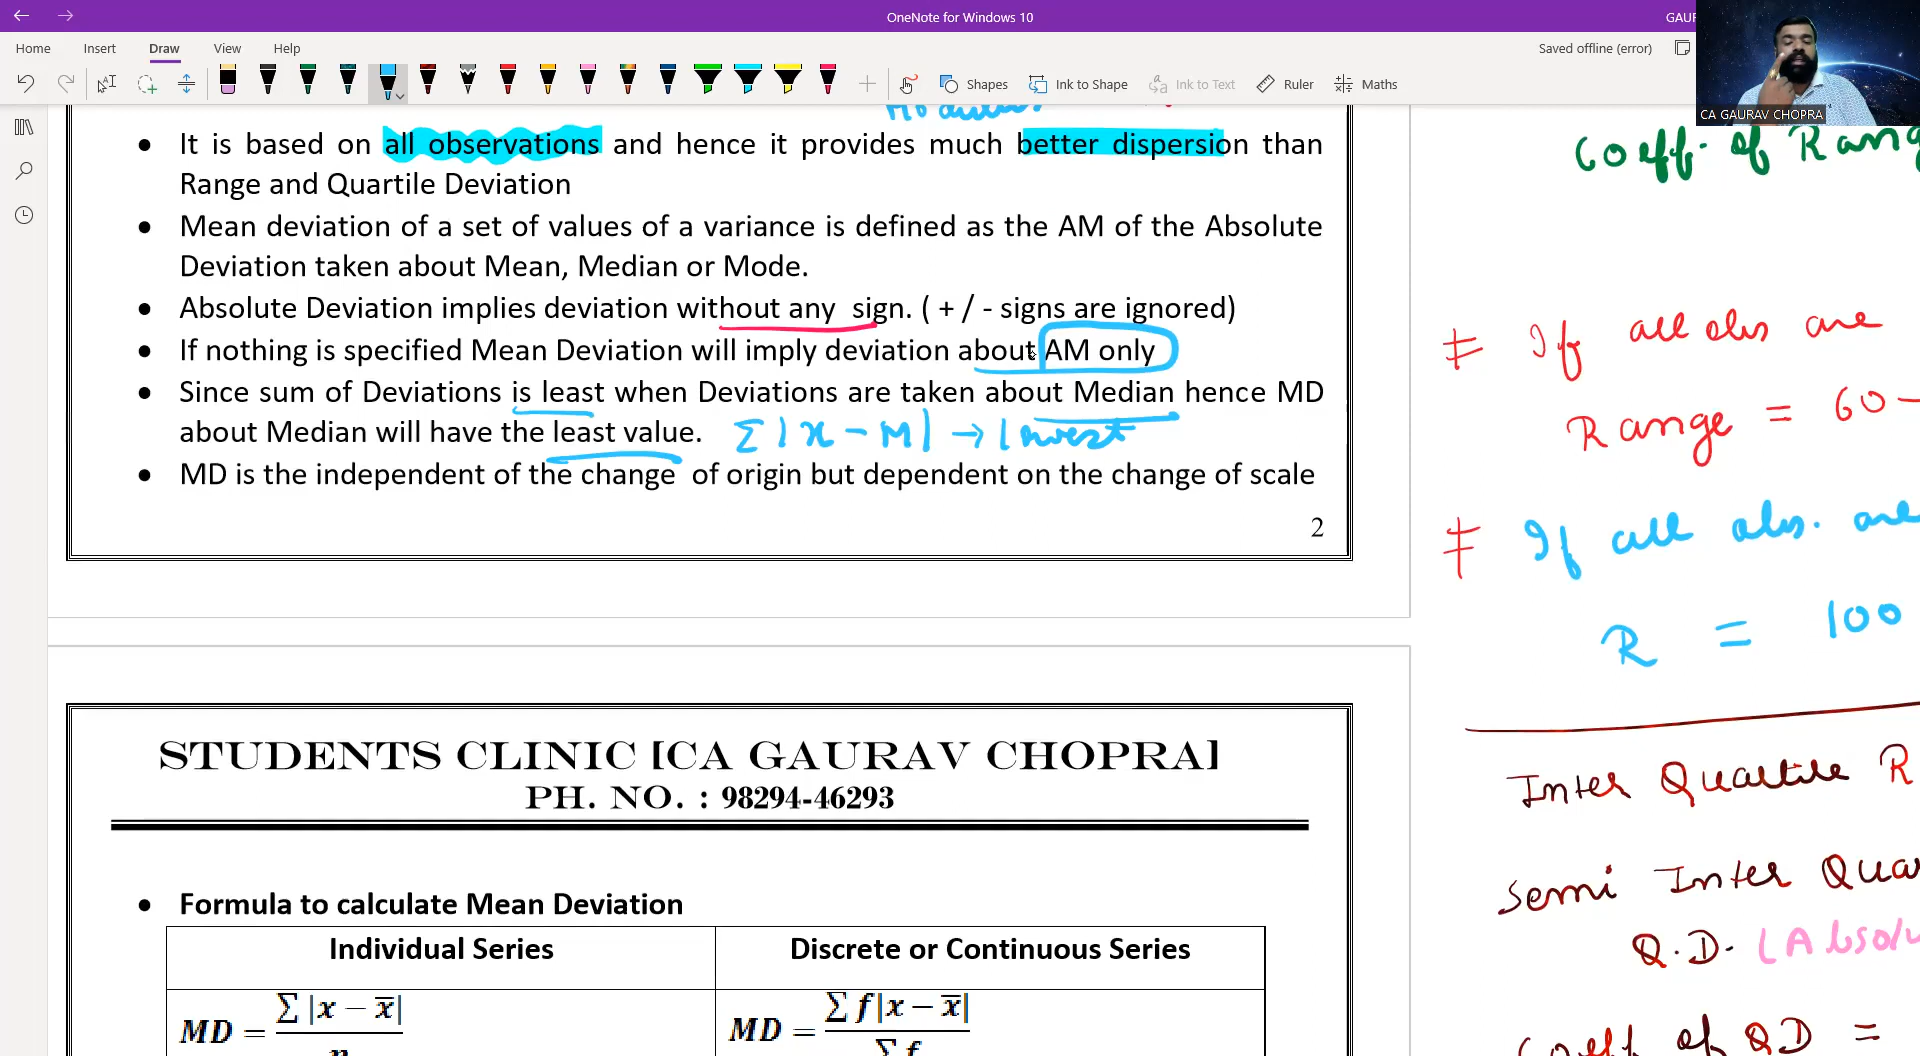 OneNote for Windows 10
Home Insert Draw View Help
Saved offline (error)
Shapes Ink to Shape Ink to Text Ruler Maths
CA GAURAV CHOPRA
It is based on all observations and hence it provides much better dispersion than
Range and Quartile Deviation
Mean deviation of a set of values of a variance is defined as the AM of the Absolute
Deviation taken about Mean, Median or Mode.
Absolute Deviation implies deviation without any sign. ( + / - signs are ignored)
If nothing is specified Mean Deviation will imply deviation about AM only
Since sum of Deviations is least when Deviations are taken about Median hence MD
about Median will have the least value. Σ |x - M| →
MD is the independent of the change of origin but dependent on the change of scale
2
STUDENTS CLINIC [CA GAURAV CHOPRA]
PH. NO. : 98294-46293
Formula to calculate Mean Deviation
Individual Series Discrete or Continuous Series
MD = ∑ |x − x̅| / n
MD = ∑ f|x − x̅| / ∑ f
Coeff. of Rang
If all obs are
Range = 60 -
If all obs. are
R = 100
Inter Quartile R
Semi Inter Qua
Q.D. (Absolu
Coeff of QD =